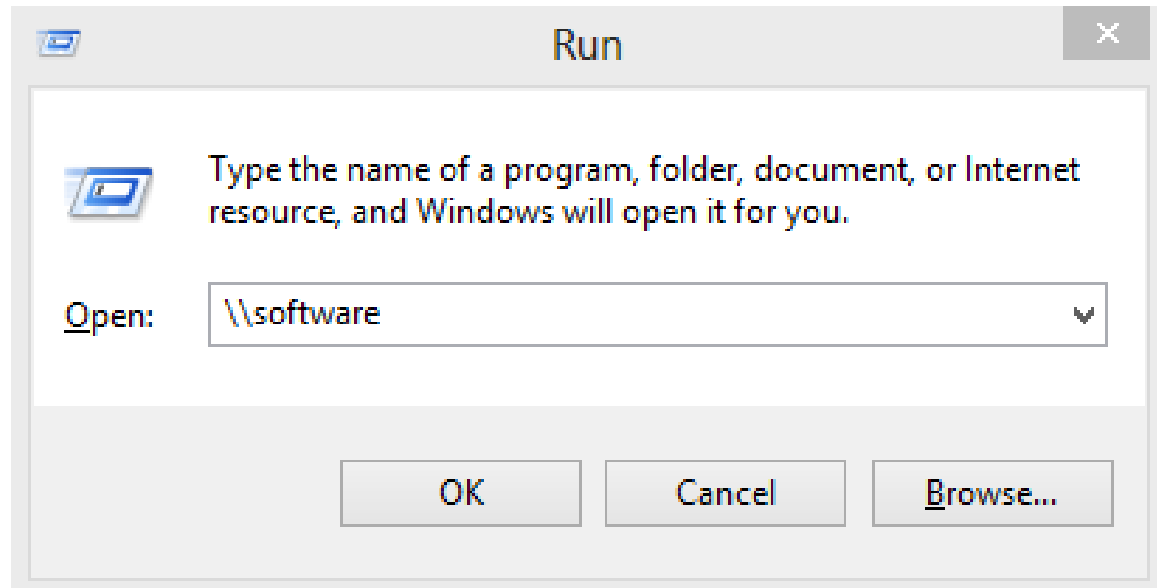 Run
Type the name of a program, folder, document, or Internet
resource, and Windows will open it for you.
Open: \\software
OK Cancel Browse...